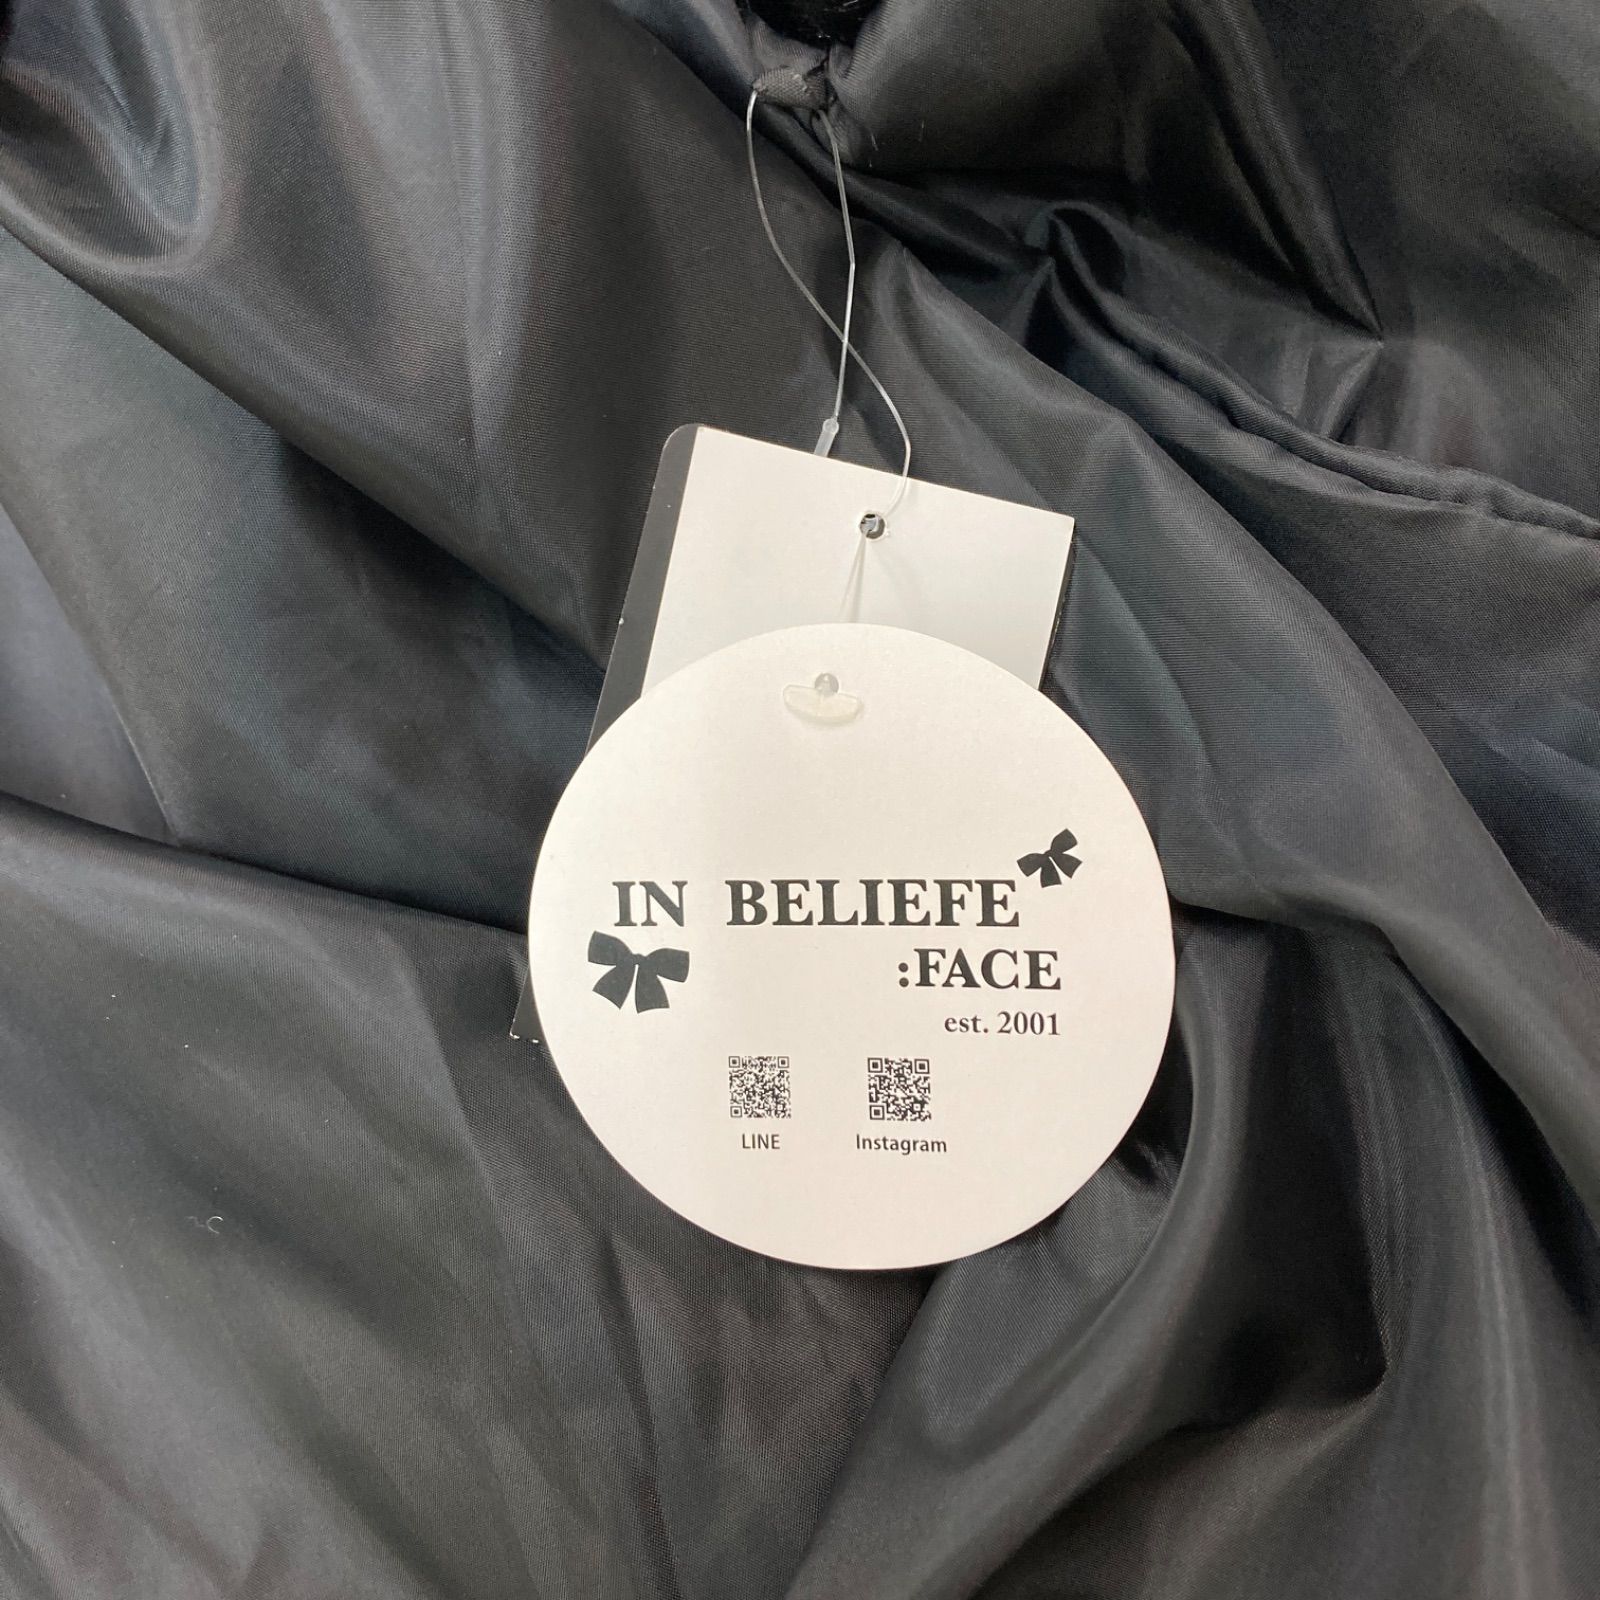 IN BELIEFE
:FACE
est. 2001
LINE Instagram